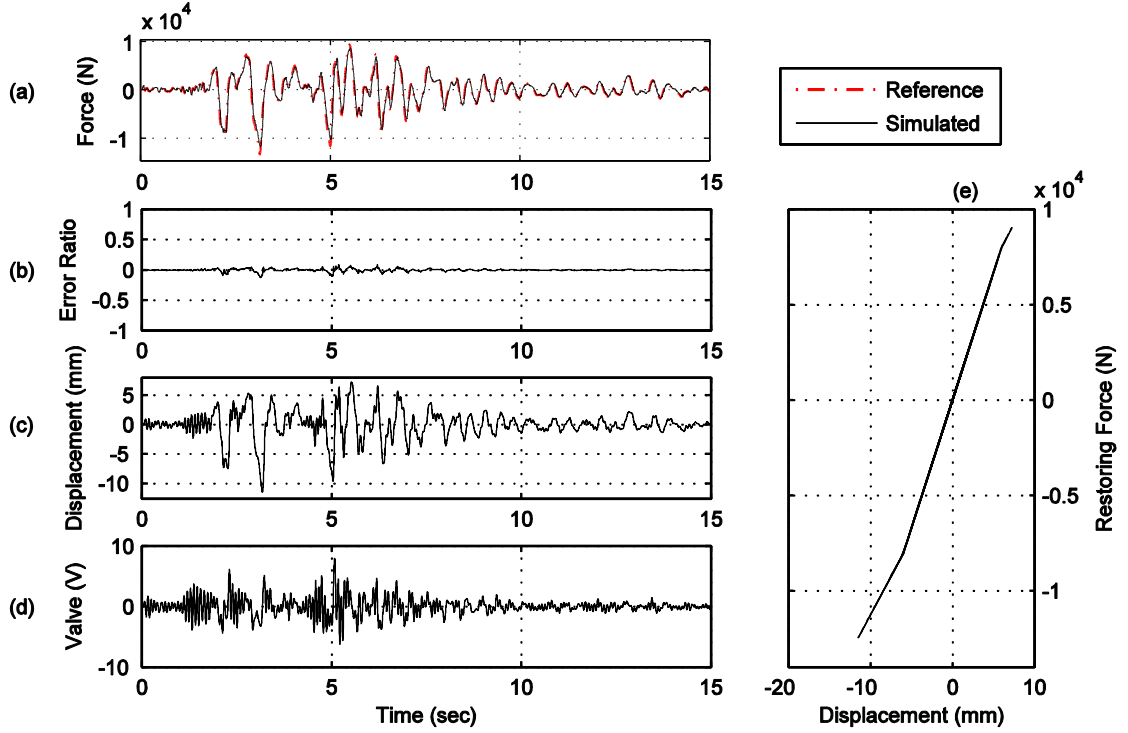 x 10^4
(a)
Force (N)
1
0
-1
0 5 10 15
Reference
Simulated
(b)
Error Ratio
1
0.5
0
-0.5
-1
0 5 10 15
(c)
Displacement (mm)
5
0
-5
-10
0 5 10 15
(d)
Valve (V)
10
0
-10
0 5 10 15
Time (sec)
(e)
x 10^4
1
0.5
0
-0.5
-1
Restoring Force (N)
-20 -10 0 10
Displacement (mm)